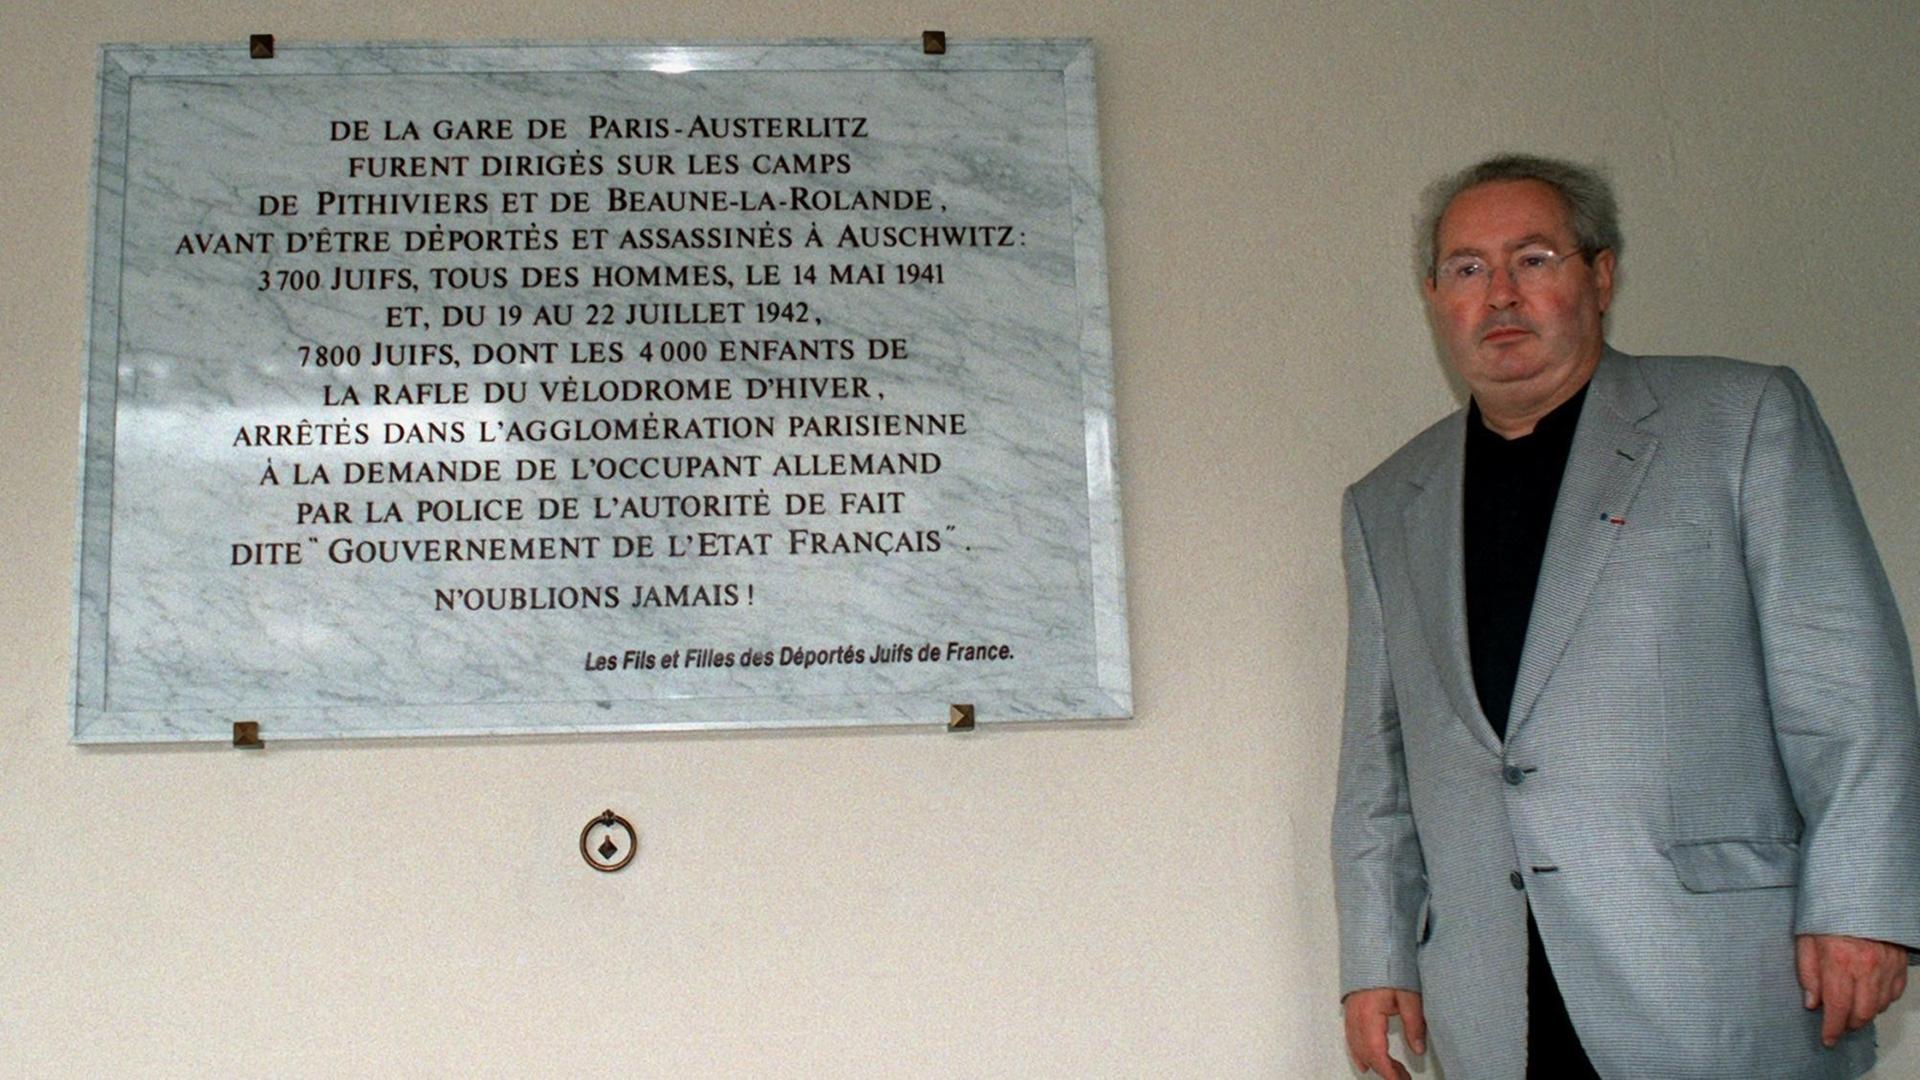 DE LA GARE DE PARIS-AUSTERLITZ
FURENT DIRIGÉS SUR LES CAMPS
DE PITHIVIERS ET DE BEAUNE-LA-ROLANDE,
AVANT D'ÊTRE DÉPORTÉS ET ASSASSINÉS À AUSCHWITZ:
3700 JUIFS, TOUS DES HOMMES, LE 14 MAI 1941
ET, DU 19 AU 22 JUILLET 1942,
7800 JUIFS, DONT LES 4000 ENFANTS DE
LA RAFLE DU VÉLODROME D'HIVER,
ARRÊTÉS DANS L'AGGLOMÉRATION PARISIENNE
À LA DEMANDE DE L'OCCUPANT ALLEMAND
PAR LA POLICE DE L'AUTORITÉ DE FAIT
DITE "GOUVERNEMENT DE L'ETAT FRANÇAIS".
N'OUBLIONS JAMAIS!
Les Fils et Filles des Déportés Juifs de France.